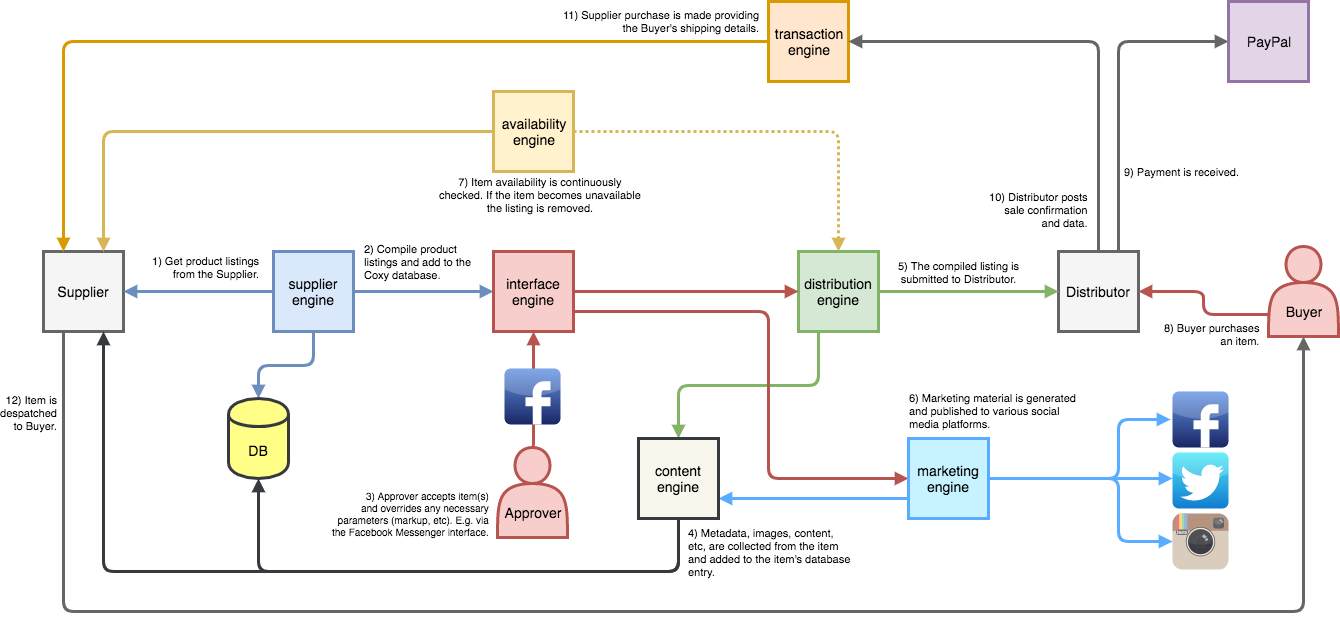 11) Supplier purchase is made providing
the Buyer's shipping details.
transaction
engine
PayPal
availability
engine
7) Item availability is continuously
checked. If the item becomes unavailable
the listing is removed.
9) Payment is received.
10) Distributor posts
sale confirmation
and data.
Supplier
1) Get product listings
from the Supplier.
supplier
engine
2) Compile product
listings and add to the
Coxy database.
interface
engine
distribution
engine
5) The compiled listing is
submitted to Distributor.
Distributor
Buyer
8) Buyer purchases
an item.
12) Item is
despatched
to Buyer.
DB
f
3) Approver accepts item(s)
and overrides any necessary
parameters (markup, etc). E.g. via
the Facebook Messenger interface.
Approver
content
engine
4) Metadata, images, content,
etc, are collected from the item
and added to the item's database
entry.
6) Marketing material is generated
and published to various social
media platforms.
marketing
engine
f